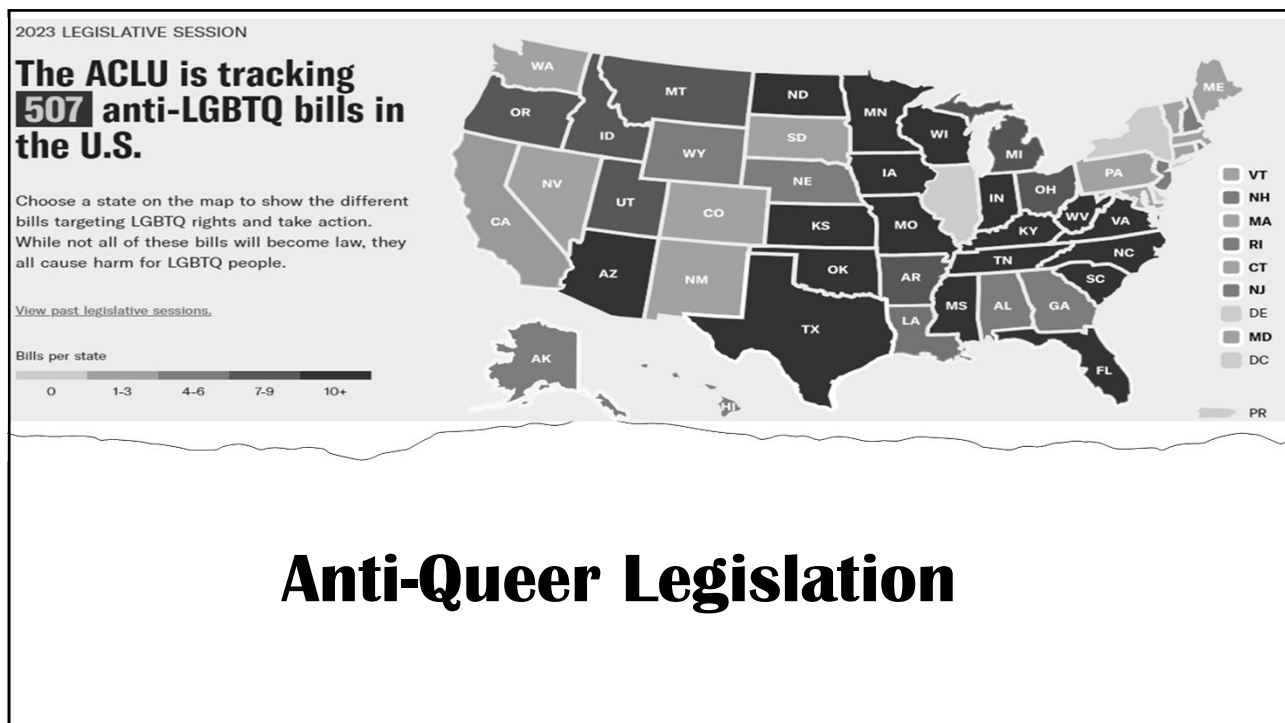 2023 LEGISLATIVE SESSION
The ACLU is tracking
507 anti-LGBTQ bills in
the U.S.
Choose a state on the map to show the different
bills targeting LGBTQ rights and take action.
While not all of these bills will become law, they
all cause harm for LGBTQ people.
View past legislative sessions.
Bills per state
0 1-3 4-6 7-9 10+
WA
OR
CA
NV
ID
MT
WY
UT
AZ
CO
NM
ND
SD
NE
KS
OK
TX
MN
IA
MO
AR
LA
WI
MI
IN
OH
KY
TN
MS
AL
GA
FL
SC
NC
VA
WV
PA
ME
AK
HI
VT
NH
MA
RI
CT
NJ
DE
MD
DC
PR
Anti-Queer Legislation